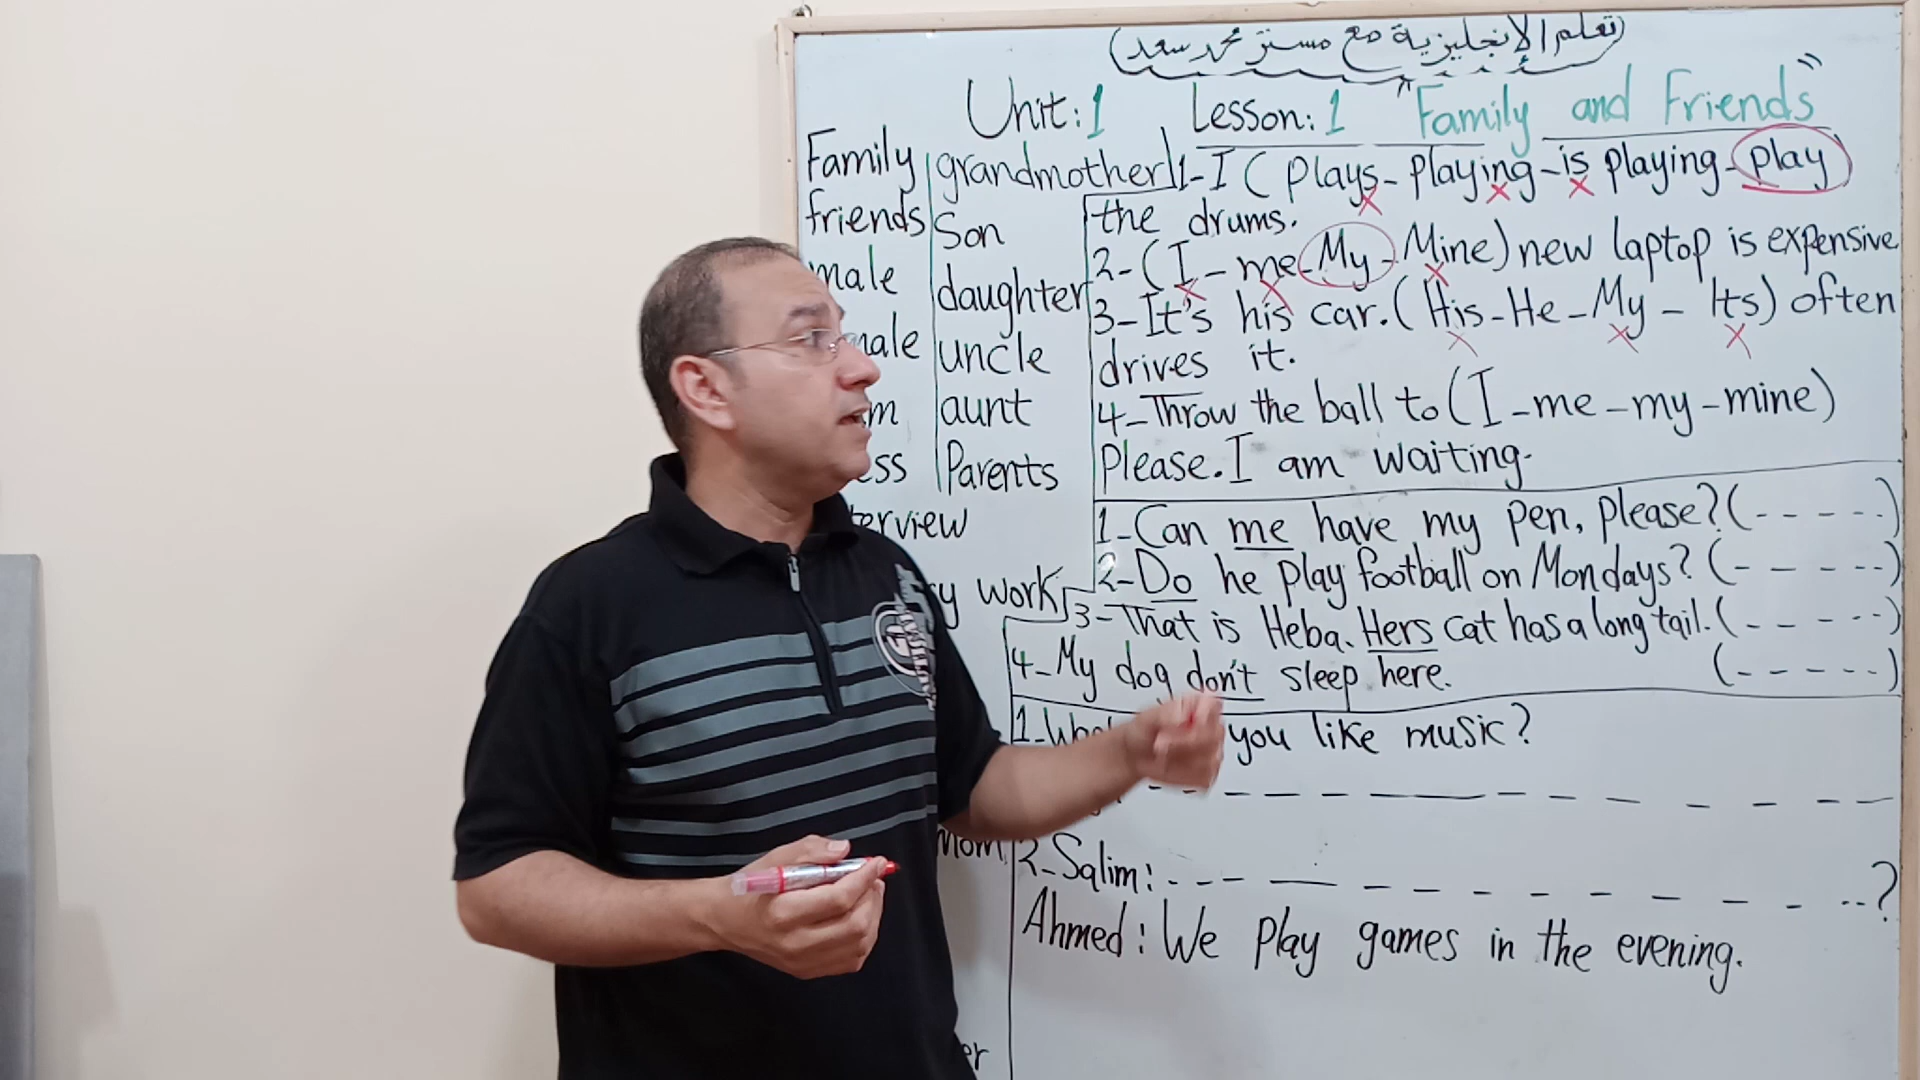 (تعلم الإنجليزية مع مستر محمد سعد)
Unit:1 Lesson:1 "Family and Friends"
Family
friends
male
grandmother
Son
daughter
uncle
aunt
Parents
work
mom
1-I (plays-playing-is playing-play
the drums.
2-(I-me-My-Mine) new laptop is expensive
3-It's his car.(His-He-My-Its) often
drives it.
4-Throw the ball to (I-me-my-mine)
Please.I am waiting.
1-Can me have my pen, please? (-----)
2-Do he play football on Mondays? (-----)
3-That is Heba. Hers cat has a long tail. (-----)
4-My dog don't sleep here. (-----)
you like music?
2-Salim: -------------?
Ahmed: We play games in the evening.